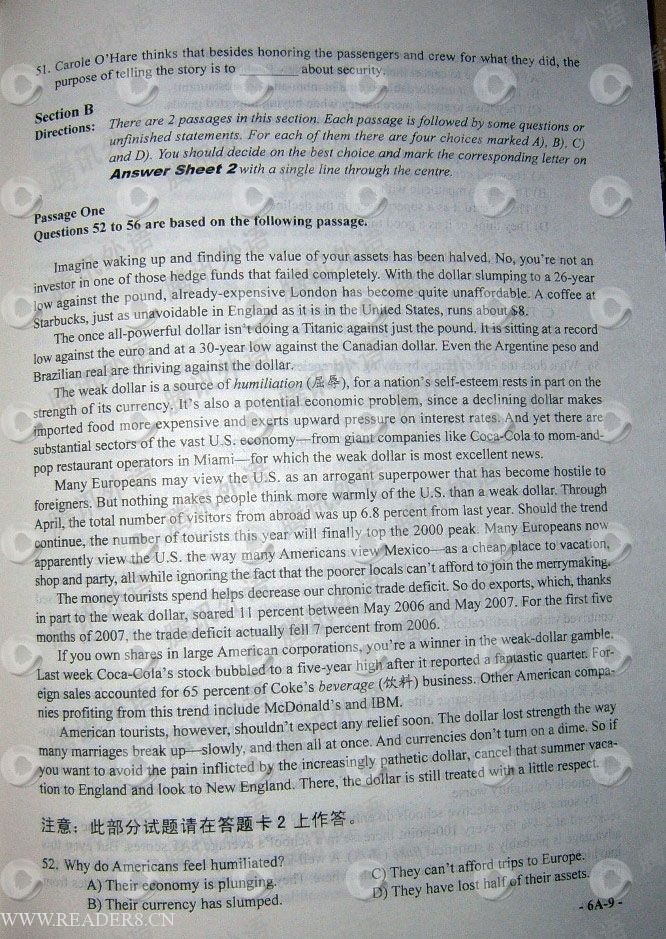 51. Carole O'Hare thinks that besides honoring the passengers and crew for what they did, the
purpose of telling the story is to ________ about security.
Section B
Directions: There are 2 passages in this section. Each passage is followed by some questions or
unfinished statements. For each of them there are four choices marked A), B), C)
and D). You should decide on the best choice and mark the corresponding letter on
Answer Sheet 2 with a single line through the centre.
Passage One
Questions 52 to 56 are based on the following passage.
Imagine waking up and finding the value of your assets has been halved. No, you're not an
investor in one of those hedge funds that failed completely. With the dollar slumping to a 26-year
low against the pound, already-expensive London has become quite unaffordable. A coffee at
Starbucks, just as unavoidable in England as it is in the United States, runs about $8.
The once all-powerful dollar isn't doing a Titanic against just the pound. It is sitting at a record
low against the euro and at a 30-year low against the Canadian dollar. Even the Argentine peso and
Brazilian real are thriving against the dollar.
The weak dollar is a source of humiliation (屈辱), for a nation's self-esteem rests in part on the
strength of its currency. It's also a potential economic problem, since a declining dollar makes
imported food more expensive and exerts upward pressure on interest rates. And yet there are
substantial sectors of the vast U.S. economy—from giant companies like Coca-Cola to mom-and-
pop restaurant operators in Miami—for which the weak dollar is most excellent news.
Many Europeans may view the U.S. as an arrogant superpower that has become hostile to
foreigners. But nothing makes people think more warmly of the U.S. than a weak dollar. Through
April, the total number of visitors from abroad was up 6.8 percent from last year. Should the trend
continue, the number of tourists this year will finally top the 2000 peak. Many Europeans now
apparently view the U.S. the way many Americans view Mexico—as a cheap place to vacation,
shop and party, all while ignoring the fact that the poorer locals can't afford to join the merrymaking.
The money tourists spend helps decrease our chronic trade deficit. So do exports, which, thanks
in part to the weak dollar, soared 11 percent between May 2006 and May 2007. For the first five
months of 2007, the trade deficit actually fell 7 percent from 2006.
If you own shares in large American corporations, you're a winner in the weak-dollar gamble.
Last week Coca-Cola's stock bubbled to a five-year high after it reported a fantastic quarter. For-
eign sales accounted for 65 percent of Coke's beverage (饮料) business. Other American compa-
nies profiting from this trend include McDonald's and IBM.
American tourists, however, shouldn't expect any relief soon. The dollar lost strength the way
many marriages break up—slowly, and then all at once. And currencies don't turn on a dime. So if
you want to avoid the pain inflicted by the increasingly pathetic dollar, cancel that summer vaca-
tion to England and look to New England. There, the dollar is still treated with a little respect.
注意：此部分试题请在答题卡 2 上作答。
52. Why do Americans feel humiliated?
A) Their economy is plunging. C) They can't afford trips to Europe.
B) Their currency has slumped. D) They have lost half of their assets.
- 6A-9 -
WWW.READER8.CN